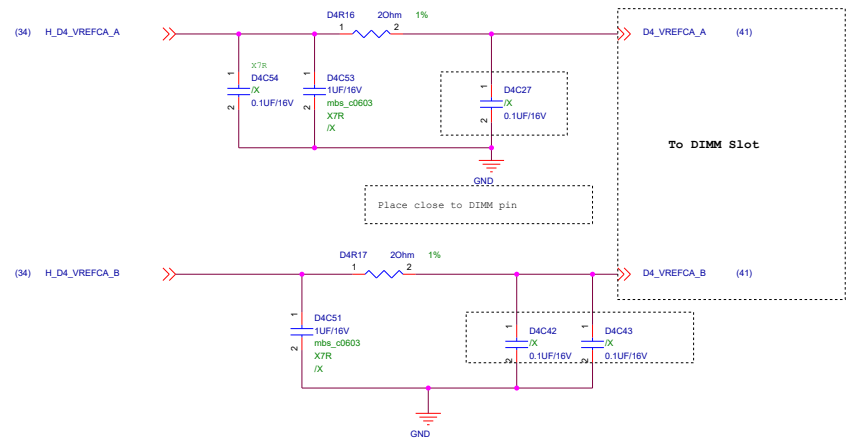 D4R16 2Ohm 1%
1 2
(34) H_D4_VREFCA_A D4_VREFCA_A (41)
X7R
1 D4C54
/X
2 0.1UF/16V
1 D4C53
1UF/16V
2 mbs_c0603
X7R
/X
1 D4C27
/X
2 0.1UF/16V
To DIMM Slot
GND
Place close to DIMM pin
D4R17 2Ohm 1%
1 2
(34) H_D4_VREFCA_B D4_VREFCA_B (41)
1 D4C51
1UF/16V
2 mbs_c0603
X7R
/X
1 D4C42
/X
2 0.1UF/16V
1 D4C43
/X
2 0.1UF/16V
GND